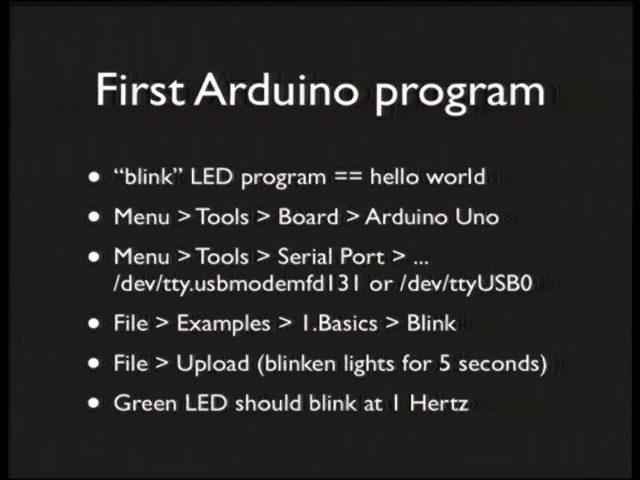 First Arduino program
• “blink” LED program == hello world
• Menu > Tools > Board > Arduino Uno
• Menu > Tools > Serial Port > ...
/dev/tty.usbmodemfd131 or /dev/ttyUSB0
• File > Examples > 1.Basics > Blink
• File > Upload (blinken lights for 5 seconds)
• Green LED should blink at 1 Hertz